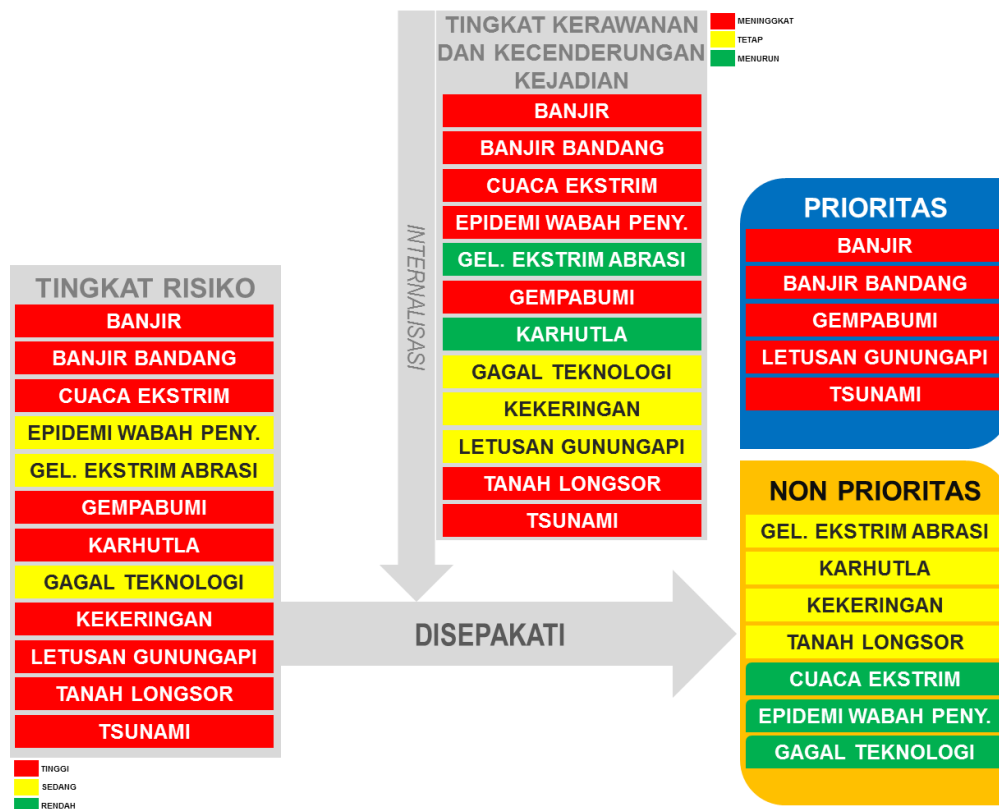 TINGKAT KERAWANAN
DAN KECENDERUNGAN
KEJADIAN
BANJIR
BANJIR BANDANG
CUACA EKSTRIM
EPIDEMI WABAH PENY.
GEL. EKSTRIM ABRASI
GEMPABUMI
KARHUTLA
GAGAL TEKNOLOGI
KEKERINGAN
LETUSAN GUNUNGAPI
TANAH LONGSOR
TSUNAMI
MENINGGKAT
TETAP
MENURUN
INTERNALISASI
TINGKAT RISIKO
BANJIR
BANJIR BANDANG
CUACA EKSTRIM
EPIDEMI WABAH PENY.
GEL. EKSTRIM ABRASI
GEMPABUMI
KARHUTLA
GAGAL TEKNOLOGI
KEKERINGAN
LETUSAN GUNUNGAPI
TANAH LONGSOR
TSUNAMI
TINGGI
SEDANG
RENDAH
DISEPAKATI
PRIORITAS
BANJIR
BANJIR BANDANG
GEMPABUMI
LETUSAN GUNUNGAPI
TSUNAMI
NON PRIORITAS
GEL. EKSTRIM ABRASI
KARHUTLA
KEKERINGAN
TANAH LONGSOR
CUACA EKSTRIM
EPIDEMI WABAH PENY.
GAGAL TEKNOLOGI